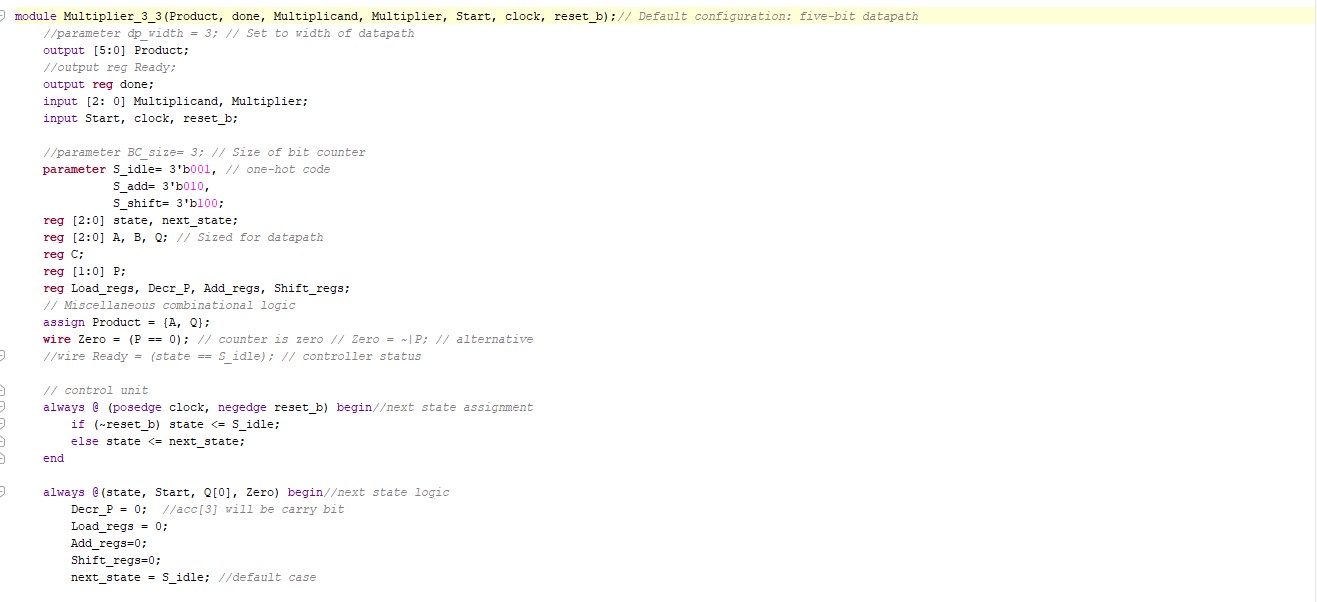 module Multiplier_3_3(Product, done, Multiplicand, Multiplier, Start, clock, reset_b);// Default configuration: five-bit datapath
//parameter dp_width = 3; // Set to width of datapath
output [5:0] Product;
//output reg Ready;
output reg done;
input [2: 0] Multiplicand, Multiplier;
input Start, clock, reset_b;
//parameter BC_size= 3; // Size of bit counter
parameter S_idle= 3'b001, // one-hot code
S_add= 3'b010,
S_shift= 3'b100;
reg [2:0] state, next_state;
reg [2:0] A, B, Q; // Sized for datapath
reg C;
reg [1:0] P;
reg Load_regs, Decr_P, Add_regs, Shift_regs;
// Miscellaneous combinational logic
assign Product = {A, Q};
wire Zero = (P == 0); // counter is zero // Zero = ~|P; // alternative
//wire Ready = (state == S_idle); // controller status
// control unit
always @ (posedge clock, negedge reset_b) begin//next state assignment
if (~reset_b) state <= S_idle;
else state <= next_state;
end
always @(state, Start, Q[0], Zero) begin//next state logic
Decr_P = 0; //acc[3] will be carry bit
Load_regs = 0;
Add_regs=0;
Shift_regs=0;
next_state = S_idle; //default case